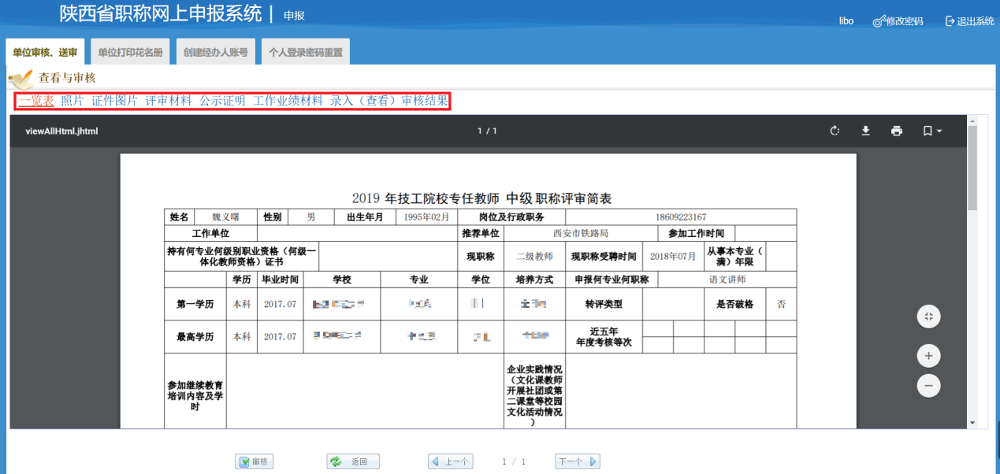 陕西省职称网上申报系统 | 申报
libo 修改密码 退出系统
单位审核、送审 单位打印花名册 创建经办人账号 个人登录密码重置
查看与审核
一览表 照片 证件图片 评审材料 公示证明 工作业绩材料 录入（查看）审核结果
viewAllHtml.jhtml 1 / 1
2019 年技工院校专任教师 中级 职称评审简表
姓名 魏义曙 性别 男 出生年月 1995年02月 岗位及行政职务 18609223167
工作单位 推荐单位 西安市铁路局 参加工作时间
持有何专业何级别职业资格（何级一
体化教师资格）证书 现职称 二级教师 现职称受聘时间 2018年07月 从事本专业（
满）年限
学历 毕业时间 学校 专业 学位 培养方式 申报何专业何职称 语文讲师
第一学历 本科 2017.07 转评类型 是否破格 否
最高学历 本科 2017.07 近五年
年度考核等次
参加继续教育
培训内容及学
时
企业实践情况
（文化课教师
开展社团或第
二课堂等校园
文化活动情况
）
审核 返回 上一个 1 / 1 下一个